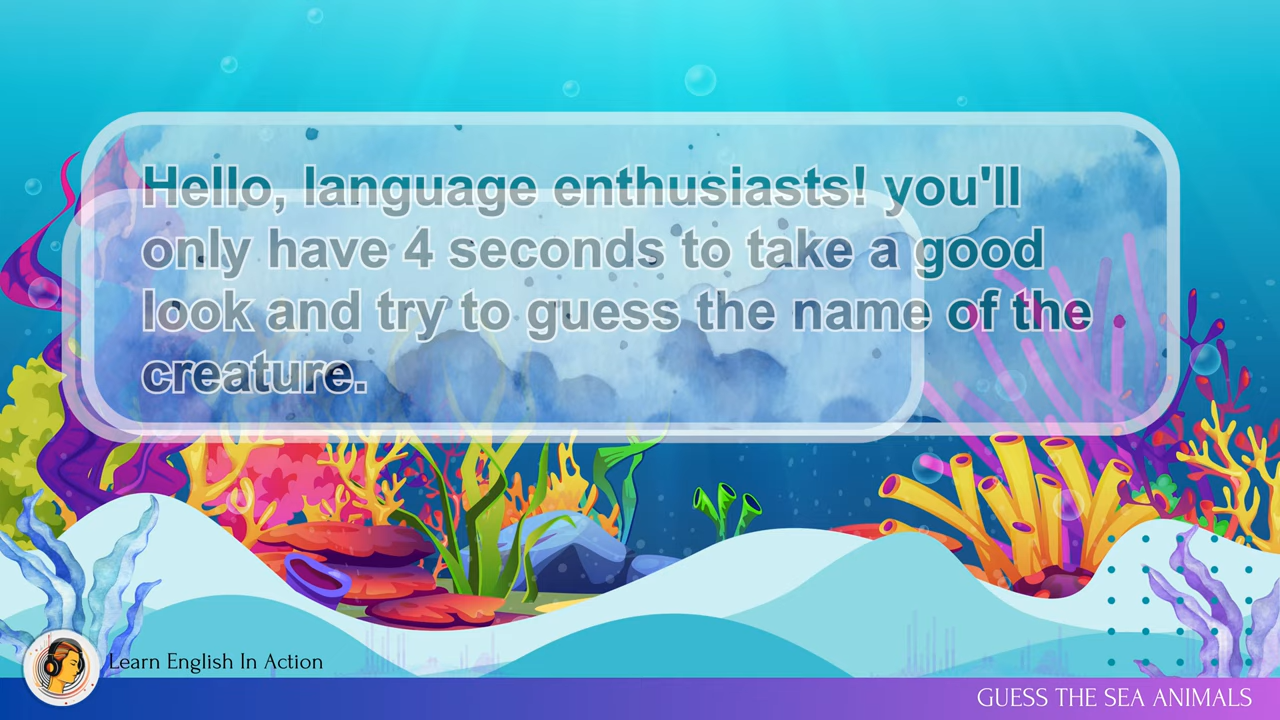 Hello, language enthusiasts! you'll
only have 4 seconds to take a good
look and try to guess the name of the
creature.
Learn English In Action
GUESS THE SEA ANIMALS